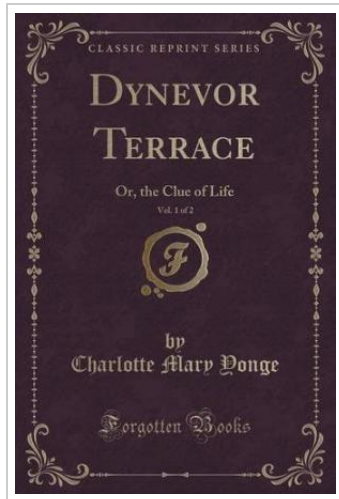 CLASSIC REPRINT SERIES
DYNEVOR
TERRACE
Or, the Clue of Life
Vol. 1 of 2
F
by
Charlotte Mary Yonge
Forgotten Books